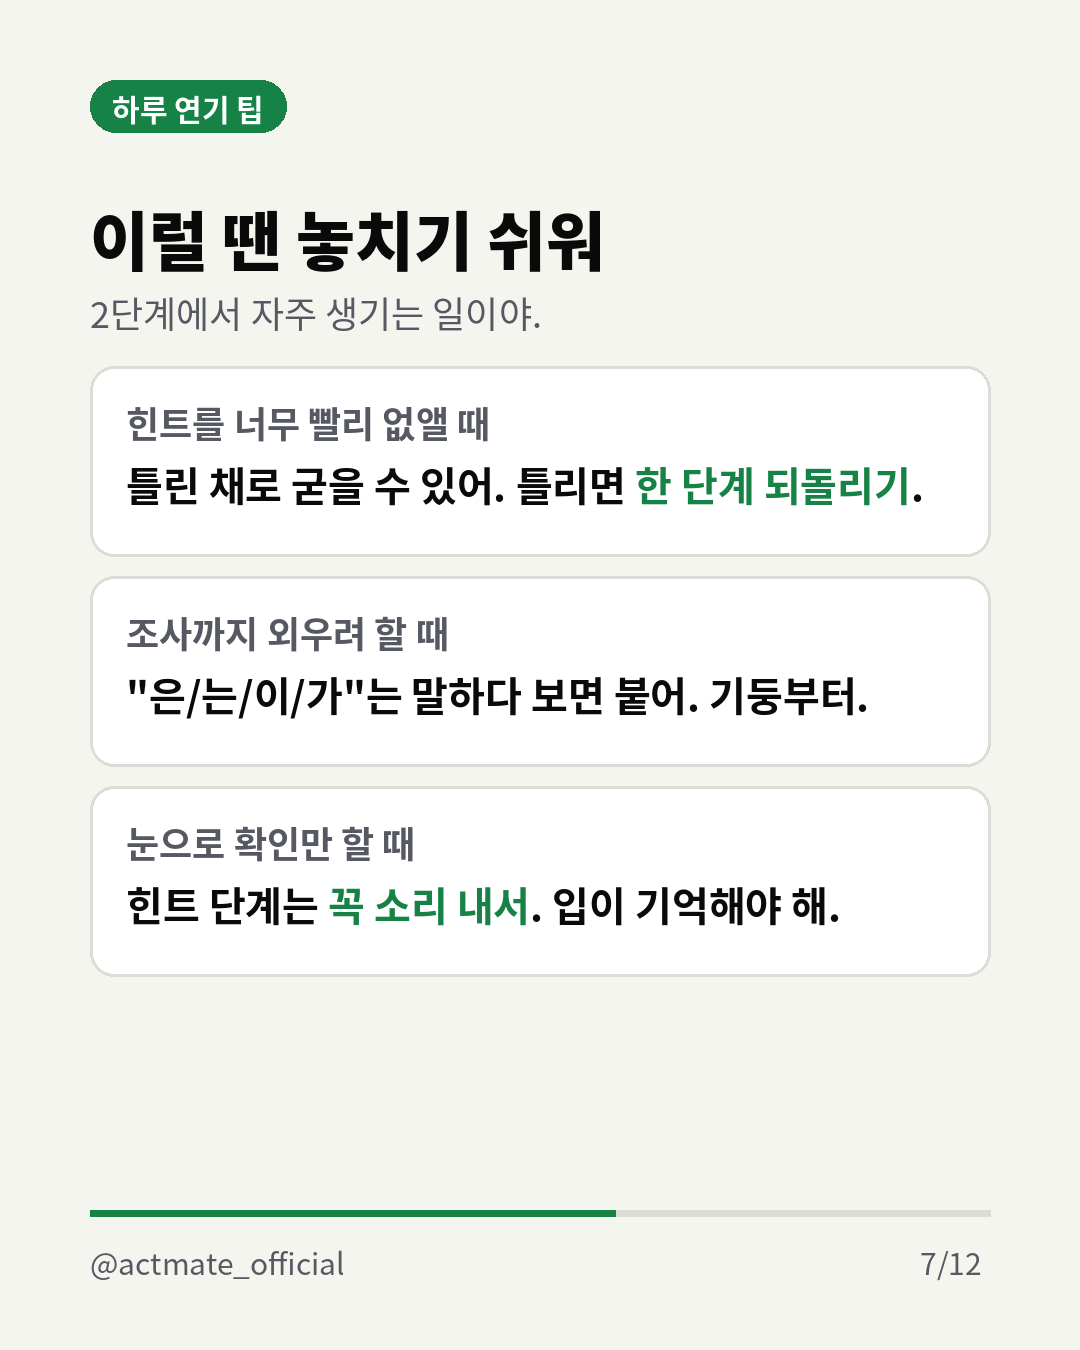 하루 연기 팁
이럴 땐 놓치기 쉬워
2단계에서 자주 생기는 일이야.
힌트를 너무 빨리 없앨 때
틀린 채로 굳을 수 있어. 틀리면 한 단계 되돌리기.
조사까지 외우려 할 때
"은/는/이/가"는 말하다 보면 붙어. 기둥부터.
눈으로 확인만 할 때
힌트 단계는 꼭 소리 내서. 입이 기억해야 해.
@actmate_official
7/12